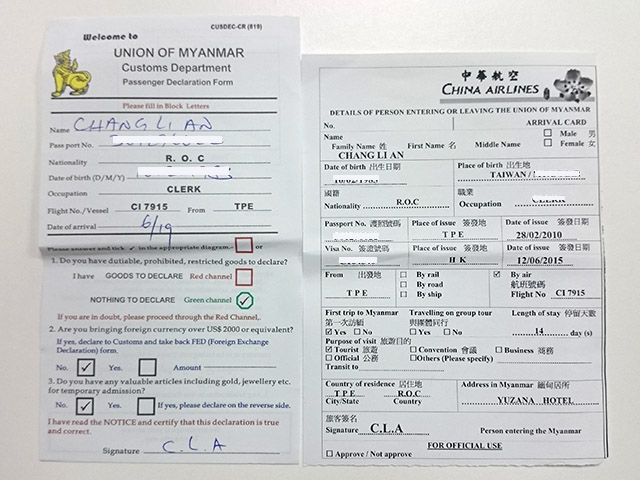 CUSDEC-CR (819)
Welcome to
UNION OF MYANMAR
Customs Department
Passenger Declaration Form
Please fill in Block Letters
Name CHANG LI AN
Pass port No.
Nationality R. O. C
Date of birth (D/M/Y)
Occupation CLERK
Flight No./Vessel CI 7915 From TPE
Date of arrival 6/19
Please answer and tick ✓ in the appropriate diagram. or
1. Do you have dutiable, prohibited, restricted goods to declare?
I have GOODS TO DECLARE Red channel
NOTHING TO DECLARE Green channel ✓
If you are in doubt, please proceed through the Red Channel.
2. Are you bringing foreign currency over US$ 2000 or equivalent?
If yes, declare to Customs and take back FED (Foreign Exchange
Declaration) form.
No. ✓ Yes. Amount
3. Do you have any valuable articles including gold, jewellery etc.
for temporary admission?
No. ✓ Yes. If yes, please declare on the reverse side.
I have read the NOTICE and certify that this declaration is true
and correct.
Signature C.L.A
中華航空
CHINA AIRLINES
DETAILS OF PERSON ENTERING OR LEAVING THE UNION OF MYANMAR
No. ARRIVAL CARD
Name Male 男
Family Name 姓 First Name 名 Middle Name Female 女
CHANG LI AN
Date of birth 出生日期 Place of birth 出生地
TAIWAN /
國籍 職業
Nationality R.O.C Occupation CLERK
Passport No. 護照號碼 Place of issue 簽發地 Date of issue 簽發日期
T P E 28/02/2010
Visa No. 簽證號碼 Place of issue 簽發地 Date of issue 簽發日期
H K 12/06/2015
From 出發地 By rail ✓ By air
By road 航班號碼
T P E By ship Flight No CI 7915
First trip to Myanmar Travelling on group tour Length of stay 停留天數
第一次訪緬 與團體同行
✓ Yes No Yes No 14 day (s)
Purpose of visit 旅遊目的
✓ Tourist 旅遊 Convention 會議 Business 商務
Official 公務 Others (Please specify)
Transit to
Country of residence 居住地 Address in Myanmar 緬甸居所
T P E R.O.C
City/State Country YUZANA HOTEL
旅客簽名
Signature C.L.A Person entering the Myanmar
FOR OFFICIAL USE
Approve / Not approve